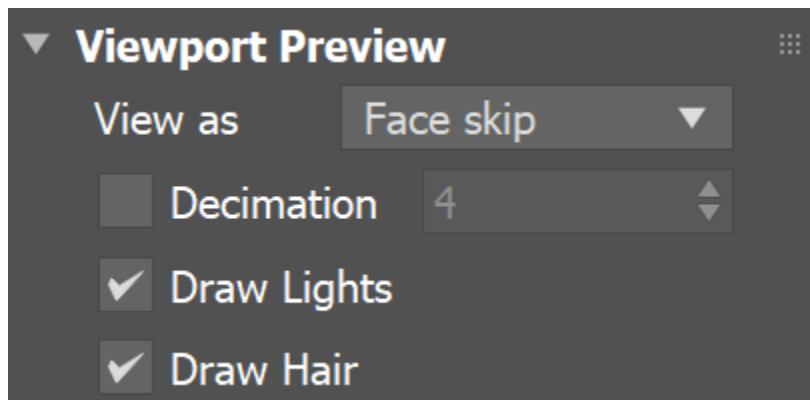 Viewport Preview
View as Face skip
Decimation 4
Draw Lights
Draw Hair